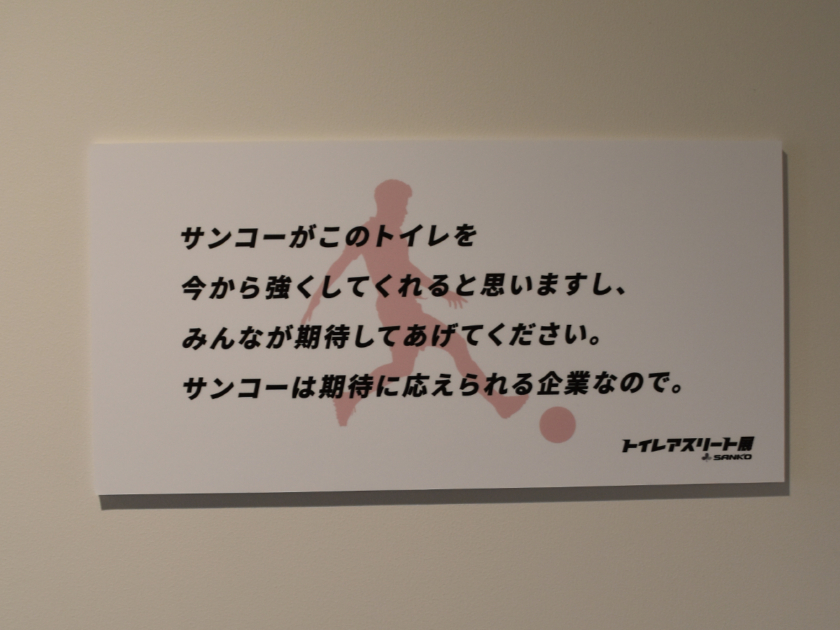 サンコーがこのトイレを
今から強くしてくれると思いますし、
みんなが期待してあげてください。
サンコーは期待に応えられる企業なので。
トイレアスリート展
SANKO